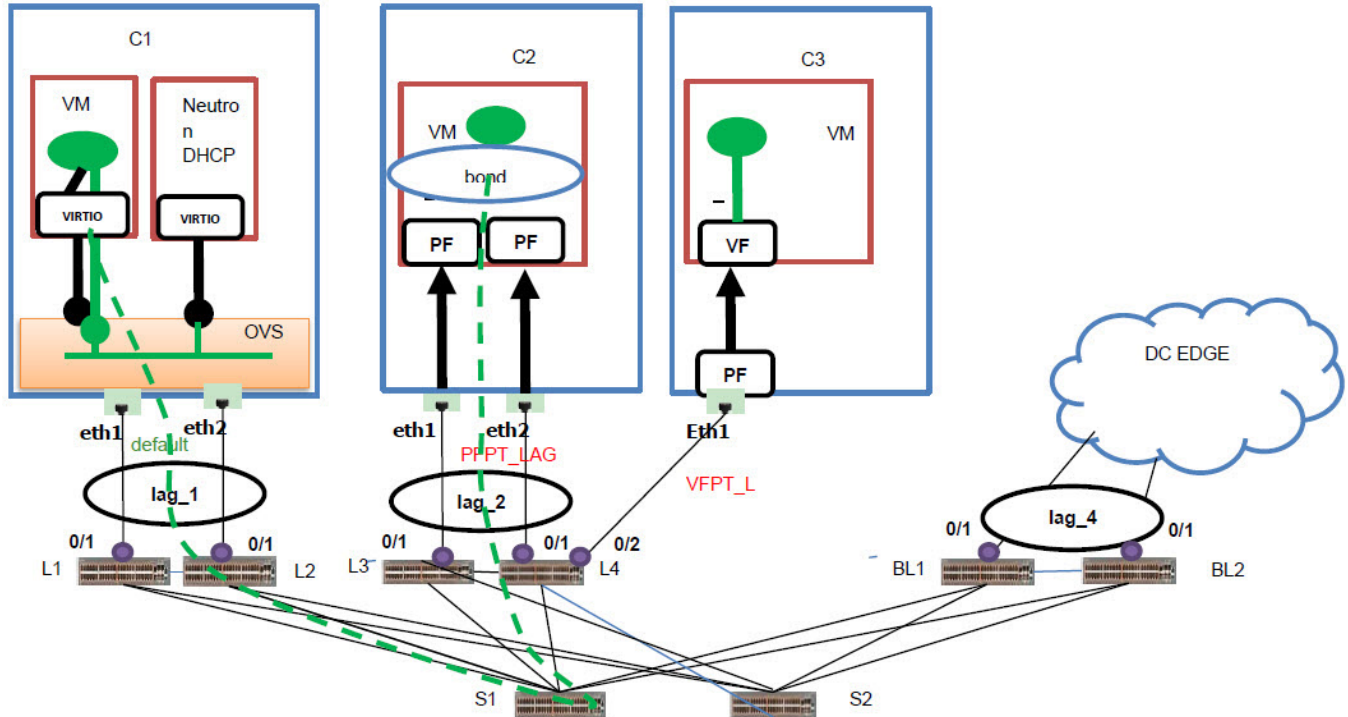 C1
C2
C3
VM
Neutro
n
DHCP
VM
VM
bond
VIRTIO
VIRTIO
PF
PF
VF
OVS
PF
DC EDGE
eth1
eth2
eth1
eth2
Eth1
default
PFPT_LAG
VFPT_L
lag_1
lag_2
lag_4
0/1
0/1
0/1
0/1
0/2
0/1
0/1
L1
L2
L3
L4
BL1
BL2
S1
S2